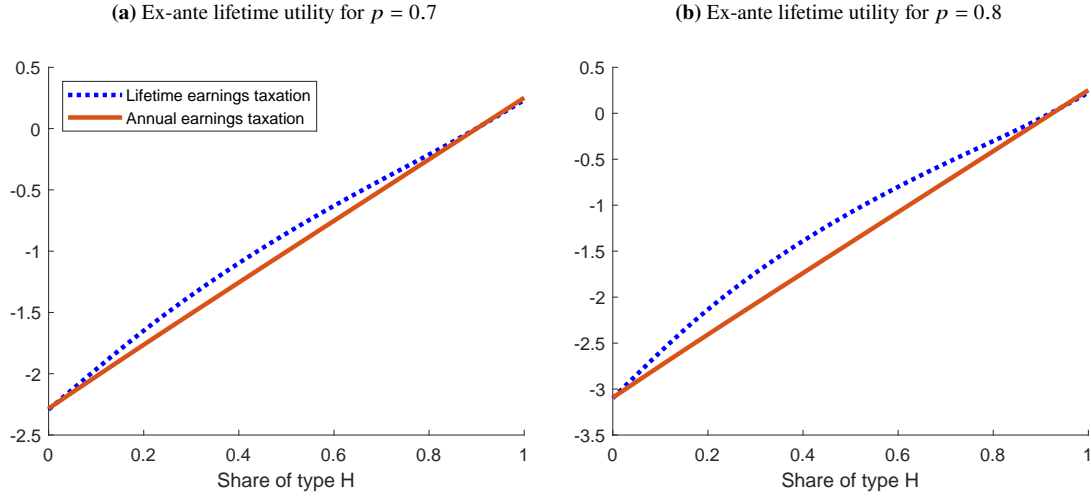 (a) Ex-ante lifetime utility for p = 0.7
0.5
0
-0.5
-1
-1.5
-2
-2.5
Lifetime earnings taxation
Annual earnings taxation
0 0.2 0.4 0.6 0.8 1
Share of type H
(b) Ex-ante lifetime utility for p = 0.8
0.5
0
-0.5
-1
-1.5
-2
-2.5
-3
-3.5
0 0.2 0.4 0.6 0.8 1
Share of type H